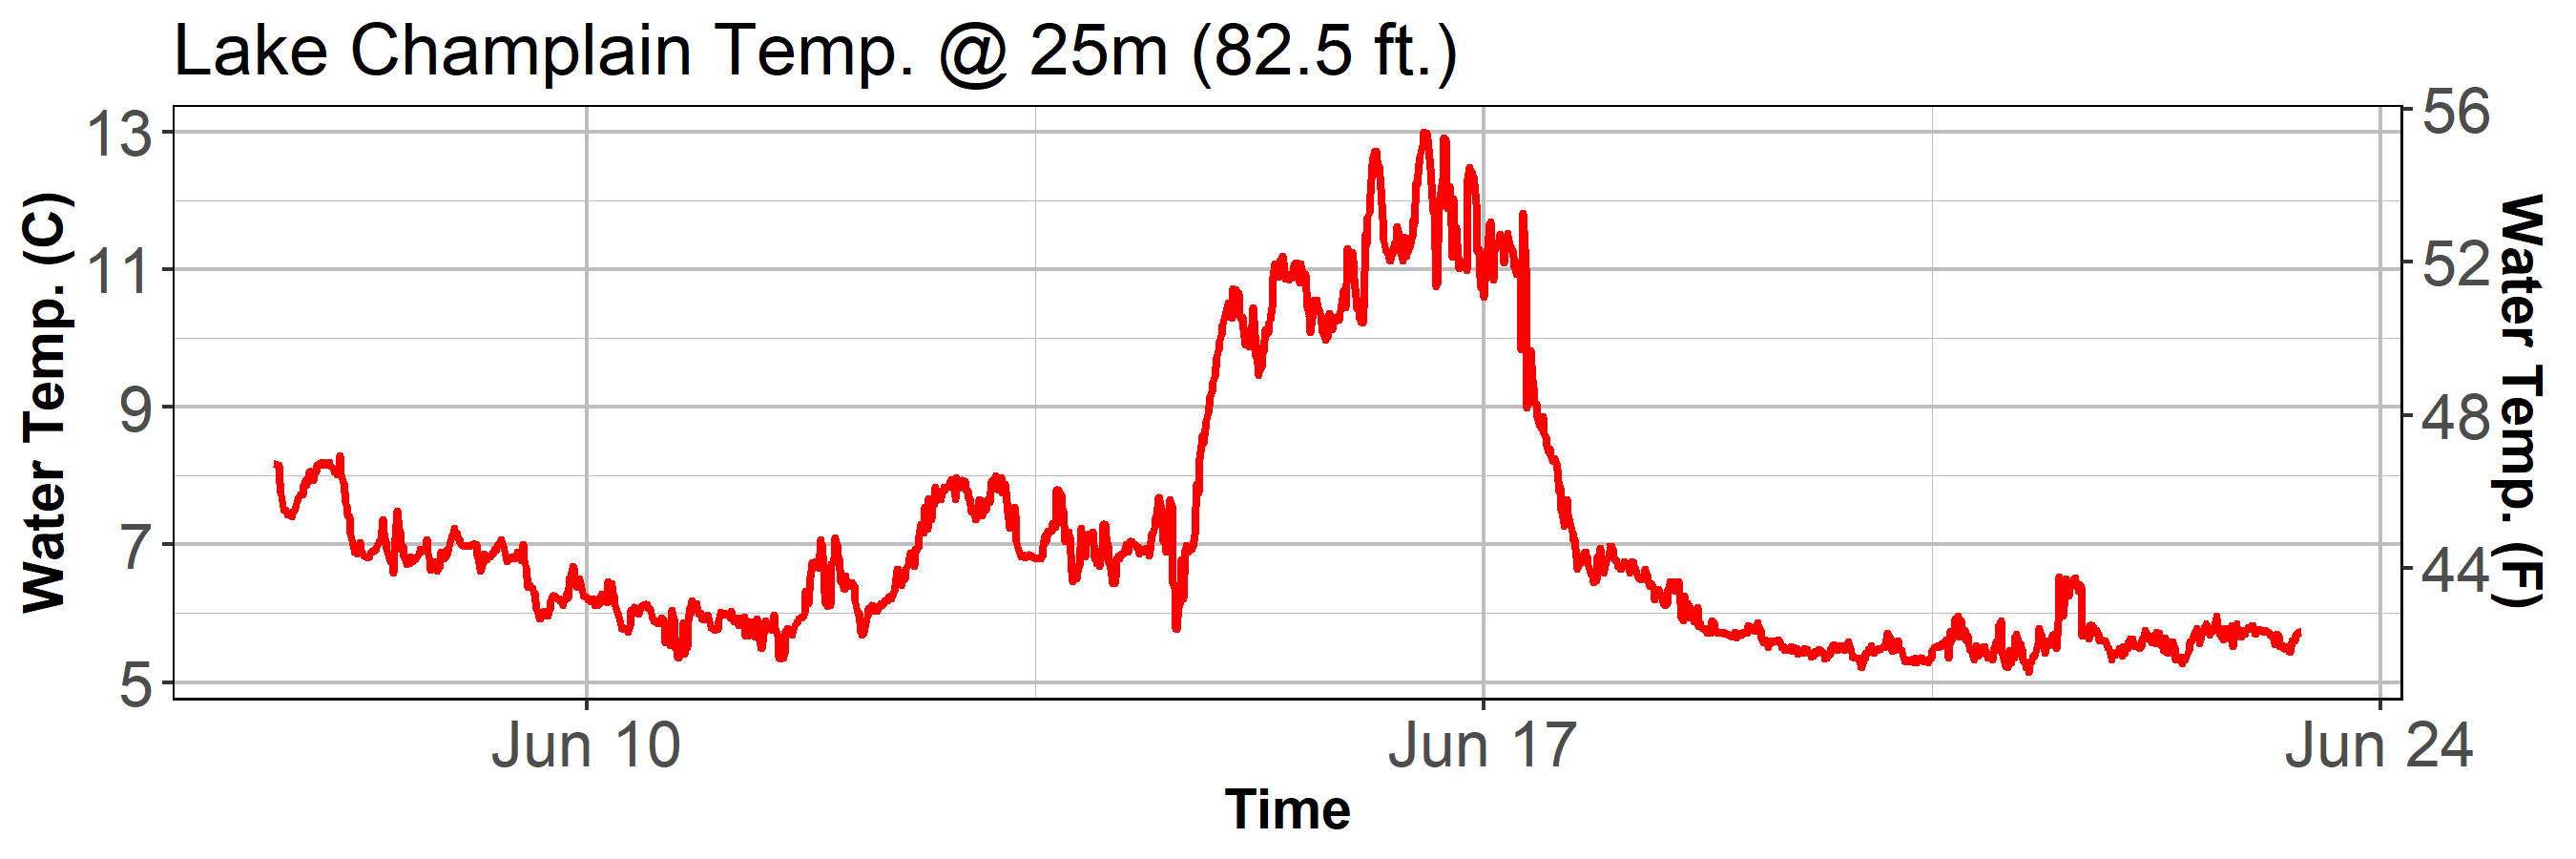 Lake Champlain Temp. @ 25m (82.5 ft.)
Water Temp. (C)
13
11
9
7
5
56
52
48
44
Water Temp. (F)
Jun 10
Jun 17
Jun 24
Time